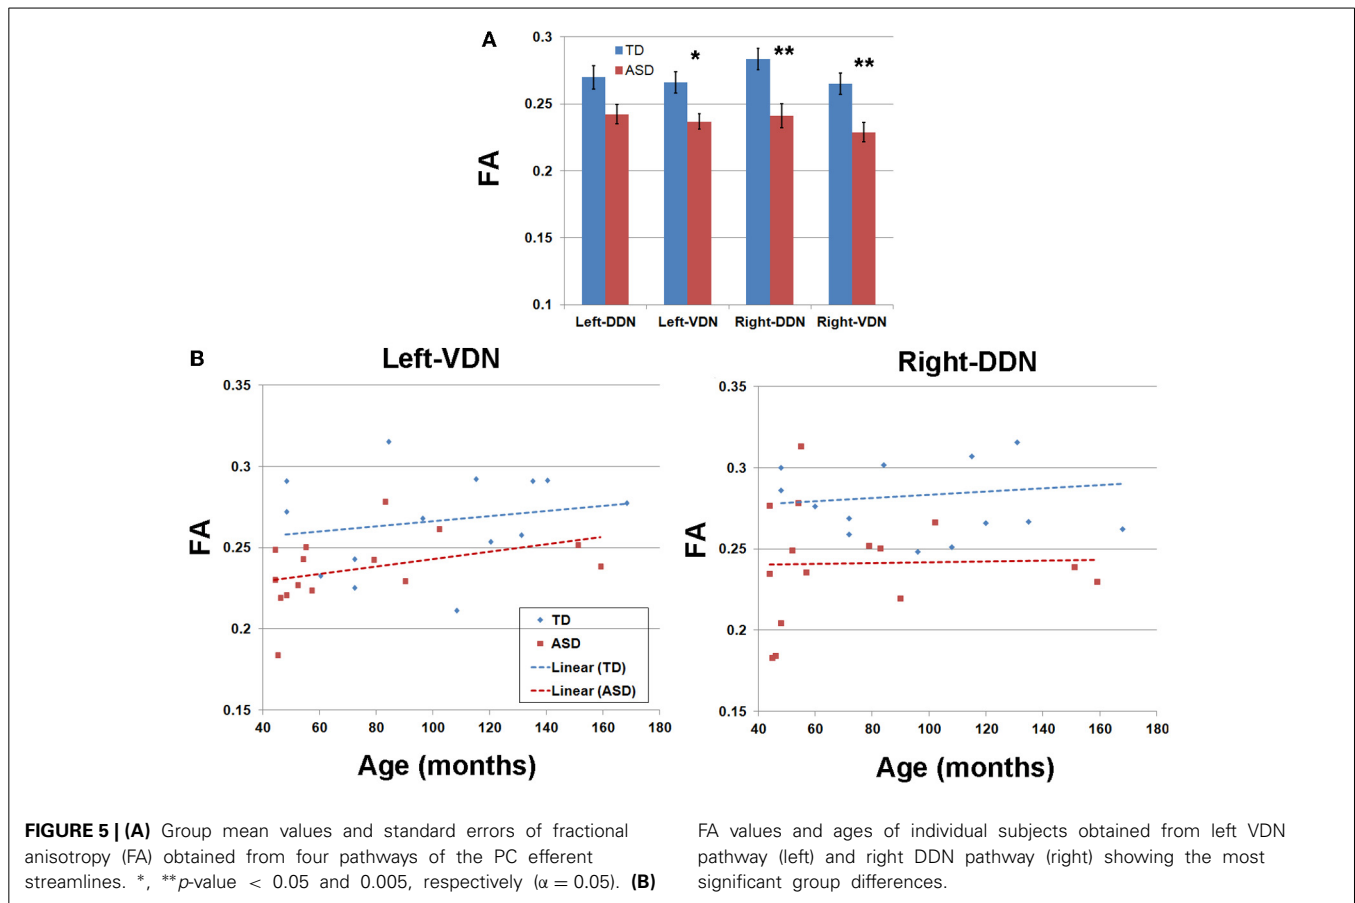 A
0.3
TD
ASD
*
**
**
0.25
0.2
0.15
0.1
FA
Left-DDN Left-VDN Right-DDN Right-VDN
B
Left-VDN
0.35
0.3
0.25
0.2
0.15
FA
TD
ASD
Linear (TD)
Linear (ASD)
40 60 80 100 120 140 160 180
Age (months)
Right-DDN
0.35
0.3
0.25
0.2
0.15
FA
40 60 80 100 120 140 160 180
Age (months)
FIGURE 5 | (A) Group mean values and standard errors of fractional
anisotropy (FA) obtained from four pathways of the PC efferent
streamlines. *, **p-value < 0.05 and 0.005, respectively (α = 0.05). (B)
FA values and ages of individual subjects obtained from left VDN
pathway (left) and right DDN pathway (right) showing the most
significant group differences.